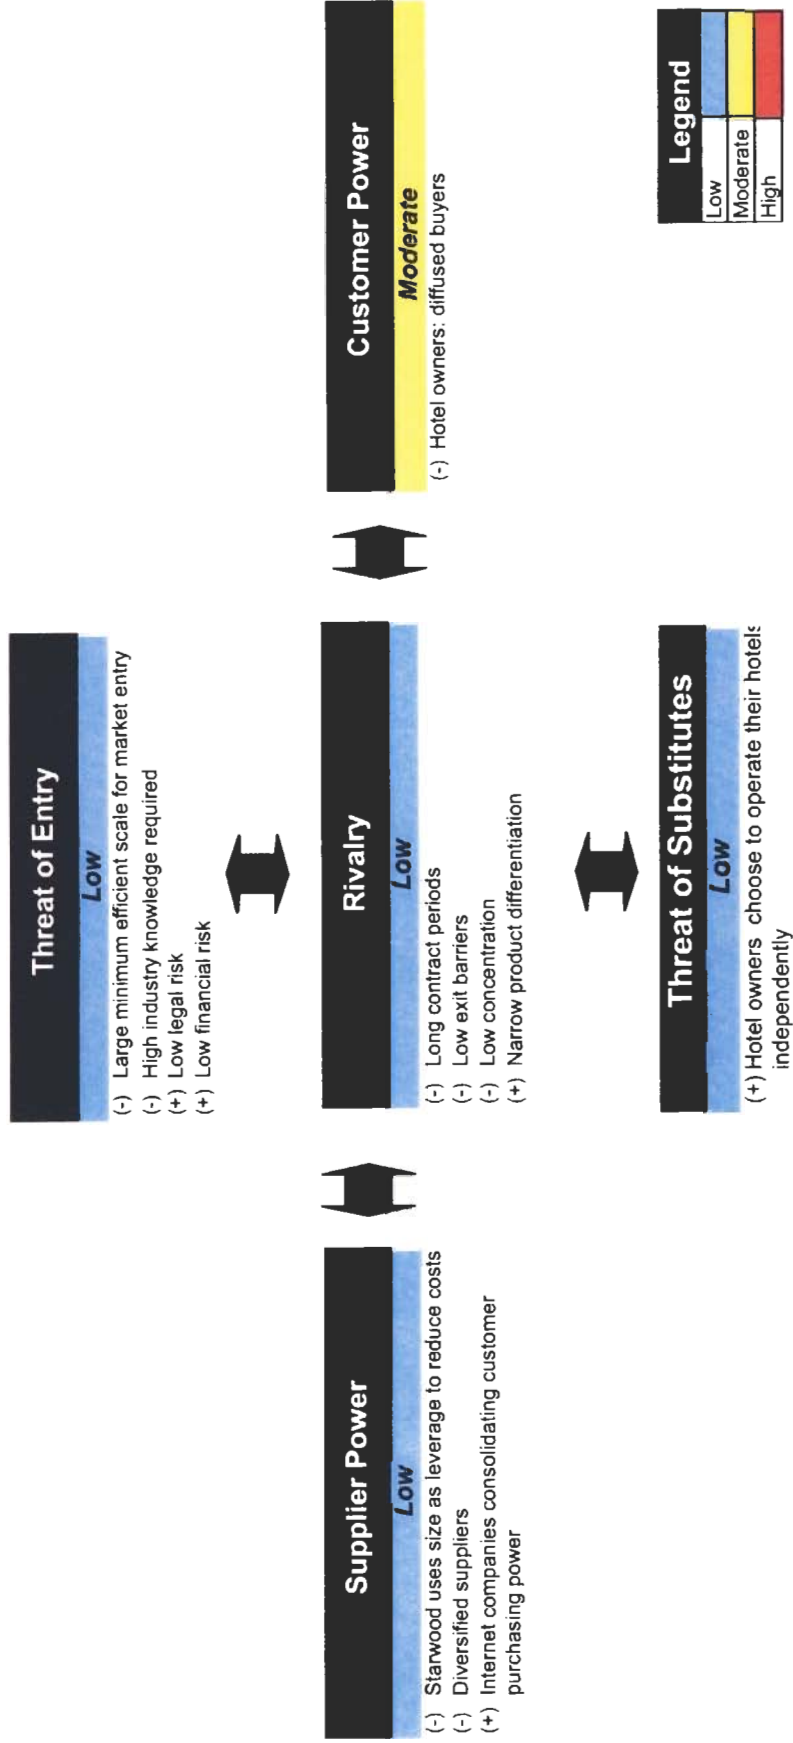 Threat of Entry
Low
(-) Large minimum efficient scale for market entry
(-) High industry knowledge required
(+) Low legal risk
(+) Low financial risk
Supplier Power
Low
(-) Starwood uses size as leverage to reduce costs
(-) Diversified suppliers
(+) Internet companies consolidating customer
purchasing power
Rivalry
Low
(-) Long contract periods
(-) Low exit barriers
(-) Low concentration
(+) Narrow product differentiation
Customer Power
Moderate
(-) Hotel owners: diffused buyers
Threat of Substitutes
Low
(+) Hotel owners choose to operate their hotels
independently
Legend
Low
Moderate
High